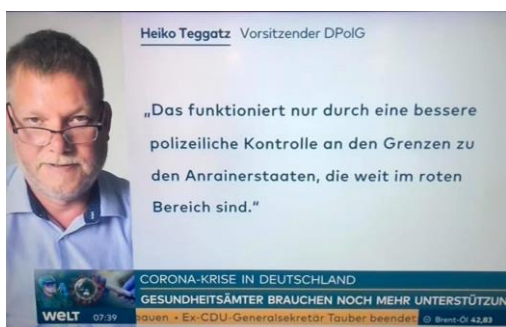 Heiko Teggatz Vorsitzender DPolG
„Das funktioniert nur durch eine bessere
polizeiliche Kontrolle an den Grenzen zu
den Anrainerstaaten, die weit im roten
Bereich sind.“
CORONA-KRISE IN DEUTSCHLAND
GESUNDHEITSÄMTER BRAUCHEN NOCH MEHR UNTERSTÜTZUN
welt 07:39 bauen • Ex-CDU-Generalsekretär Tauber beendet Brent-Öl 42,83